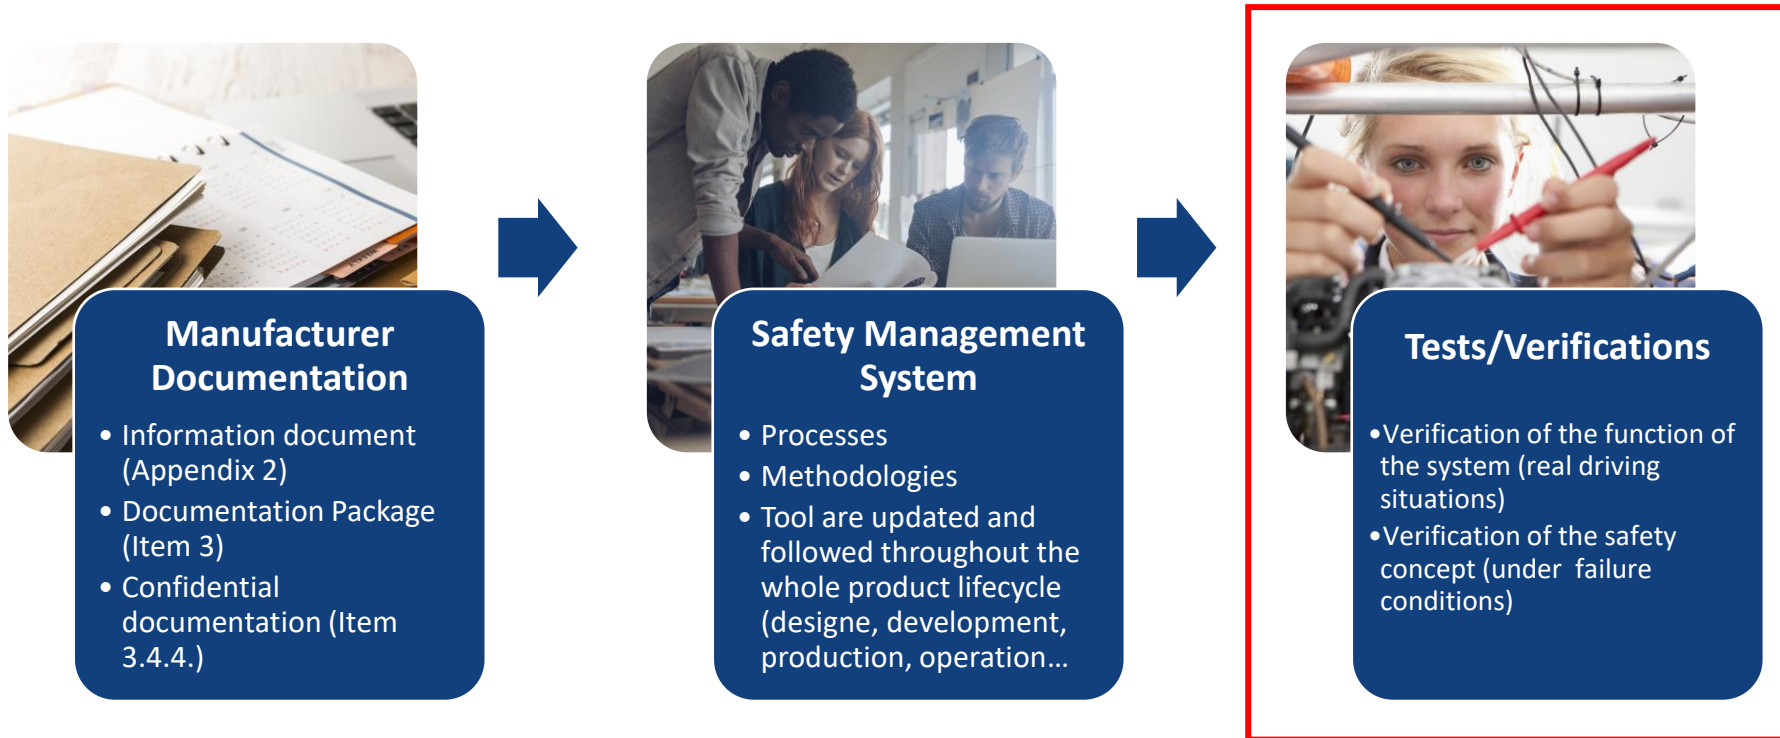 Manufacturer
Documentation
• Information document
(Appendix 2)
• Documentation Package
(Item 3)
• Confidential
documentation (Item
3.4.4.)
Safety Management
System
• Processes
• Methodologies
• Tool are updated and
followed throughout the
whole product lifecycle
(designe, development,
production, operation...
Tests/Verifications
•Verification of the function of
the system (real driving
situations)
•Verification of the safety
concept (under failure
conditions)